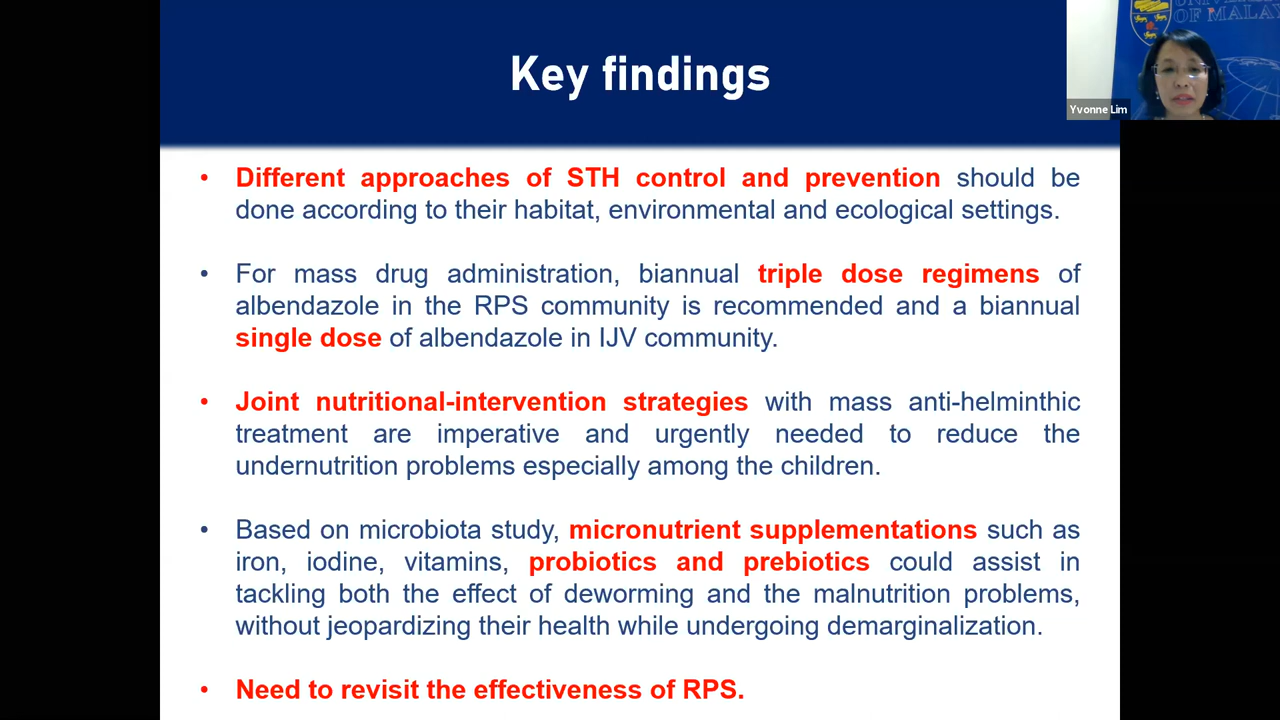 Key findings
UNIVERSITY
OF MALAY
Yvonne Lim
• Different approaches of STH control and prevention should be
done according to their habitat, environmental and ecological settings.
• For mass drug administration, biannual triple dose regimens of
albendazole in the RPS community is recommended and a biannual
single dose of albendazole in IJV community.
• Joint nutritional-intervention strategies with mass anti-helminthic
treatment are imperative and urgently needed to reduce the
undernutrition problems especially among the children.
• Based on microbiota study, micronutrient supplementations such as
iron, iodine, vitamins, probiotics and prebiotics could assist in
tackling both the effect of deworming and the malnutrition problems,
without jeopardizing their health while undergoing demarginalization.
• Need to revisit the effectiveness of RPS.